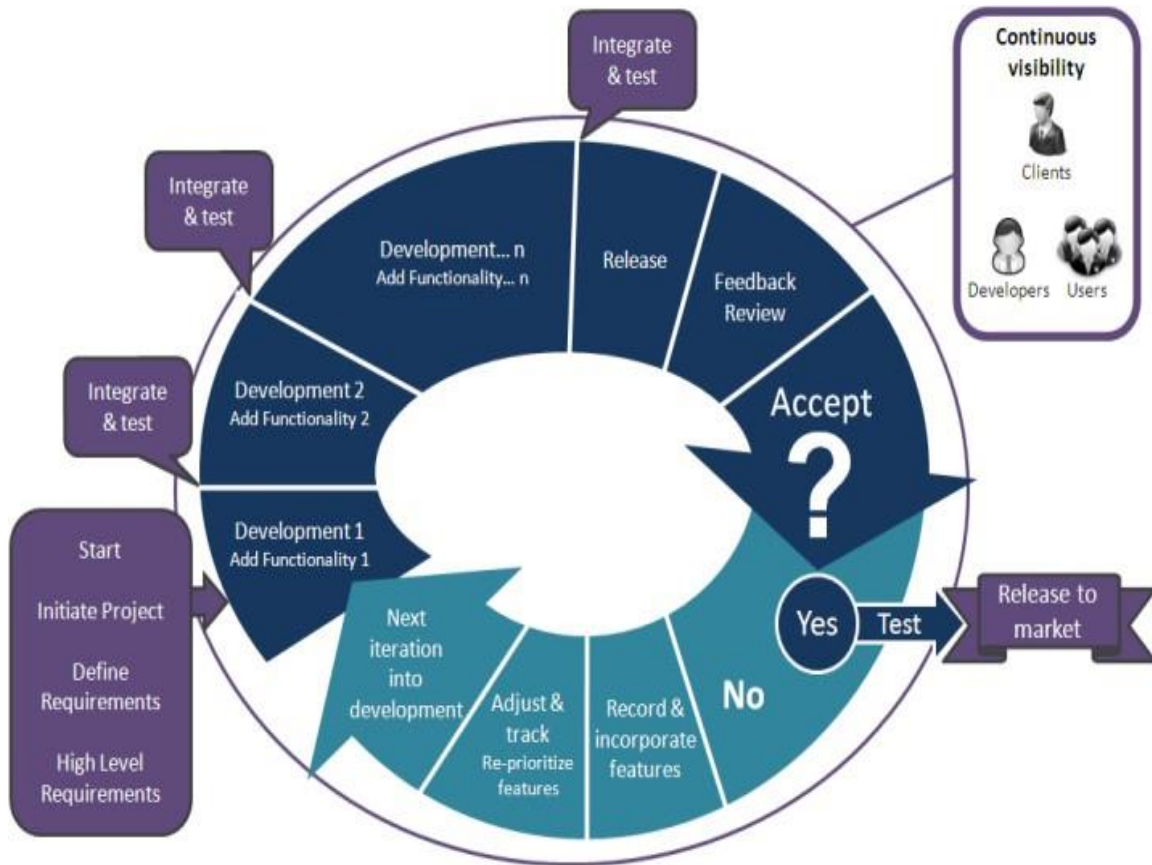 Integrate
& test
Continuous
visibility
Clients
Developers
Users
Integrate
& test
Development... n
Add Functionality... n
Release
Feedback
Review
Integrate
& test
Development 2
Add Functionality 2
Accept
?
Start
Initiate Project
Define
Requirements
High Level
Requirements
Development 1
Add Functionality 1
Next
iteration
into
development
Adjust &
track
Re-prioritize
features
Record &
incorporate
features
No
Yes
Test
Release to
market